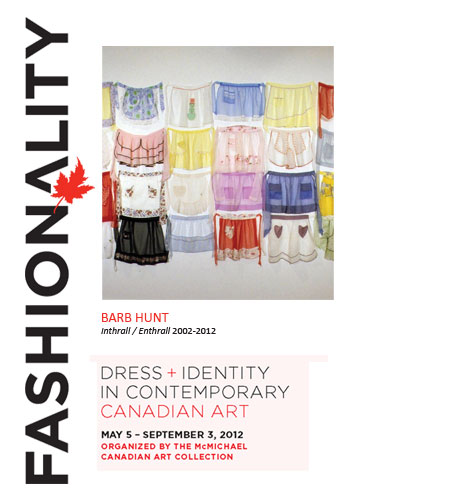 FASHIONALITY
BARB HUNT
Inthrall / Enthrall 2002-2012
DRESS + IDENTITY
IN CONTEMPORARY
CANADIAN ART
MAY 5 – SEPTEMBER 3, 2012
ORGANIZED BY THE McMICHAEL
CANADIAN ART COLLECTION